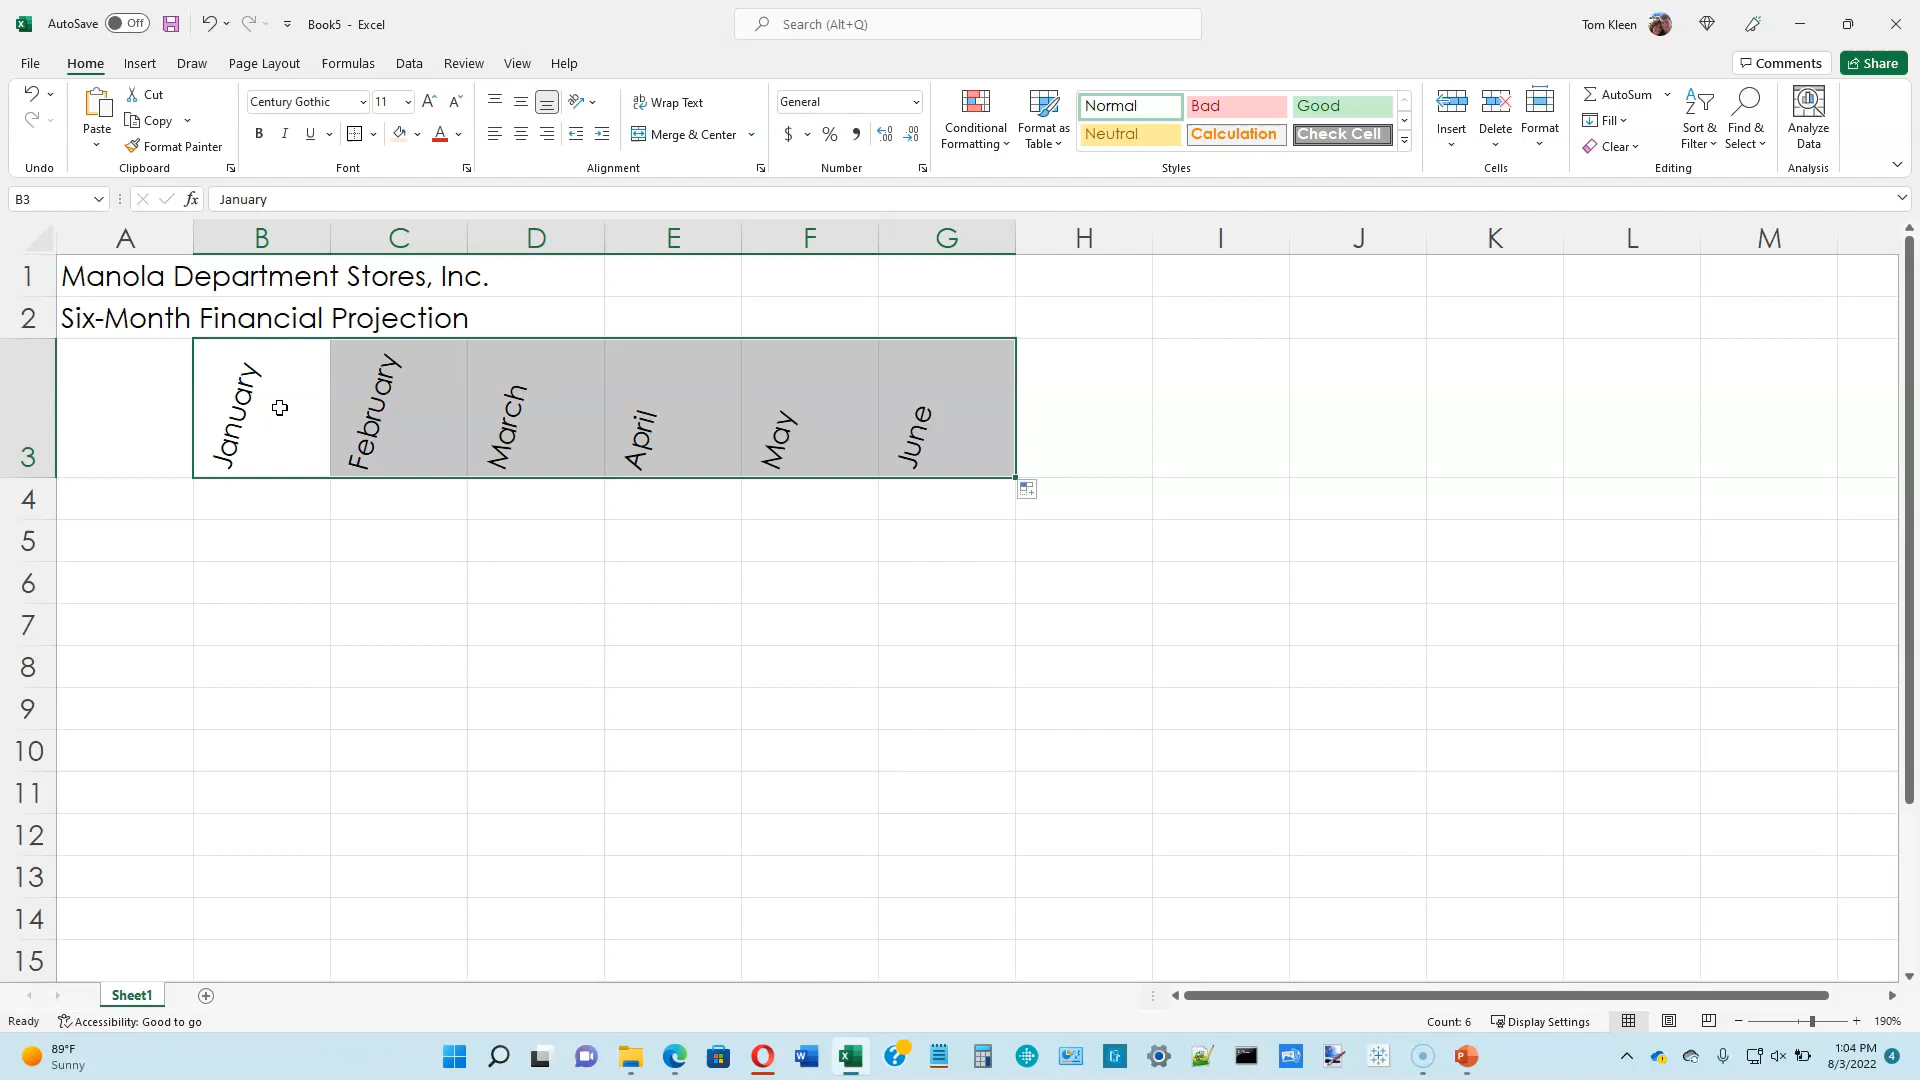 AutoSave Off Book5 - Excel Search (Alt+Q) Tom Kleen
File Home Insert Draw Page Layout Formulas Data Review View Help Comments Share
Cut
Copy
Format Painter
Paste
Century Gothic 11
B I U
Wrap Text
Merge & Center
General
$ % 9
Conditional Formatting
Format as Table
Normal Bad Good
Neutral Calculation Check Cell
Insert Delete Format
AutoSum
Fill
Clear
Sort & Filter
Find & Select
Analyze Data
Undo Clipboard Font Alignment Number Styles Cells Editing Analysis
B3 fx January
A B C D E F G H I J K L M
1 Manola Department Stores, Inc.
2 Six-Month Financial Projection
3 January February March April May June
4
5
6
7
8
9
10
11
12
13
14
15
Sheet1
Ready Accessibility: Good to go Count: 6 Display Settings 190%
89°F
Sunny
1:04 PM
8/3/2022
4